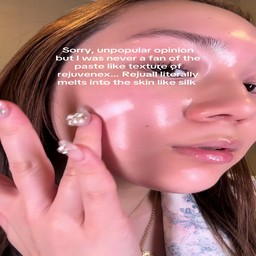 Sorry, unpopular opinion
but I was never a fan of the
paste like texture of
rejuvenex... Rejuall literally
melts into the skin like silk